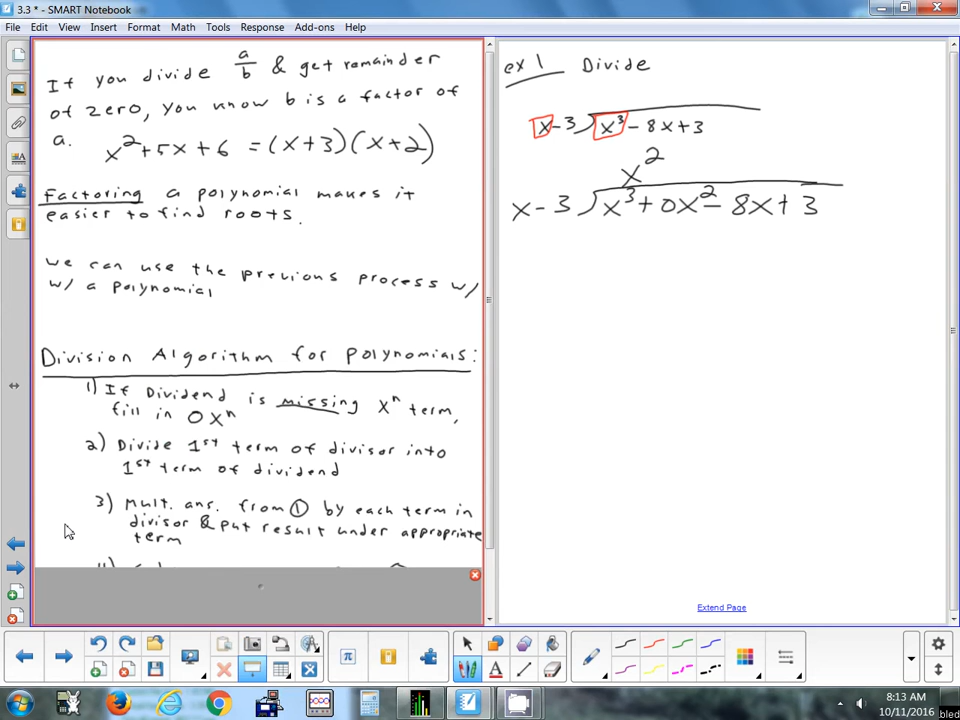 3.3 * - SMART Notebook
File Edit View Insert Format Math Tools Response Add-ons Help
If you divide a/b & get remainder
of zero, you know b is a factor of
a.
x² + 5x + 6 = (x + 3)(x + 2)
Factoring a polynomial makes it
easier to find roots.
we can use the previous process w/
w/ a polynomial
Division Algorithm for Polynomials:
1) If Dividend is missing xⁿ term,
fill in 0xⁿ
2) Divide 1st term of divisor into
1st term of dividend
3) Mult. ans. from ① by each term in
divisor & put result under appropriate
term
ex 1 Divide
x - 3 ) x³ - 8x + 3
x²
x - 3 ) x³ + 0x² - 8x + 3
Extend Page
8:13 AM
10/11/2016
bled